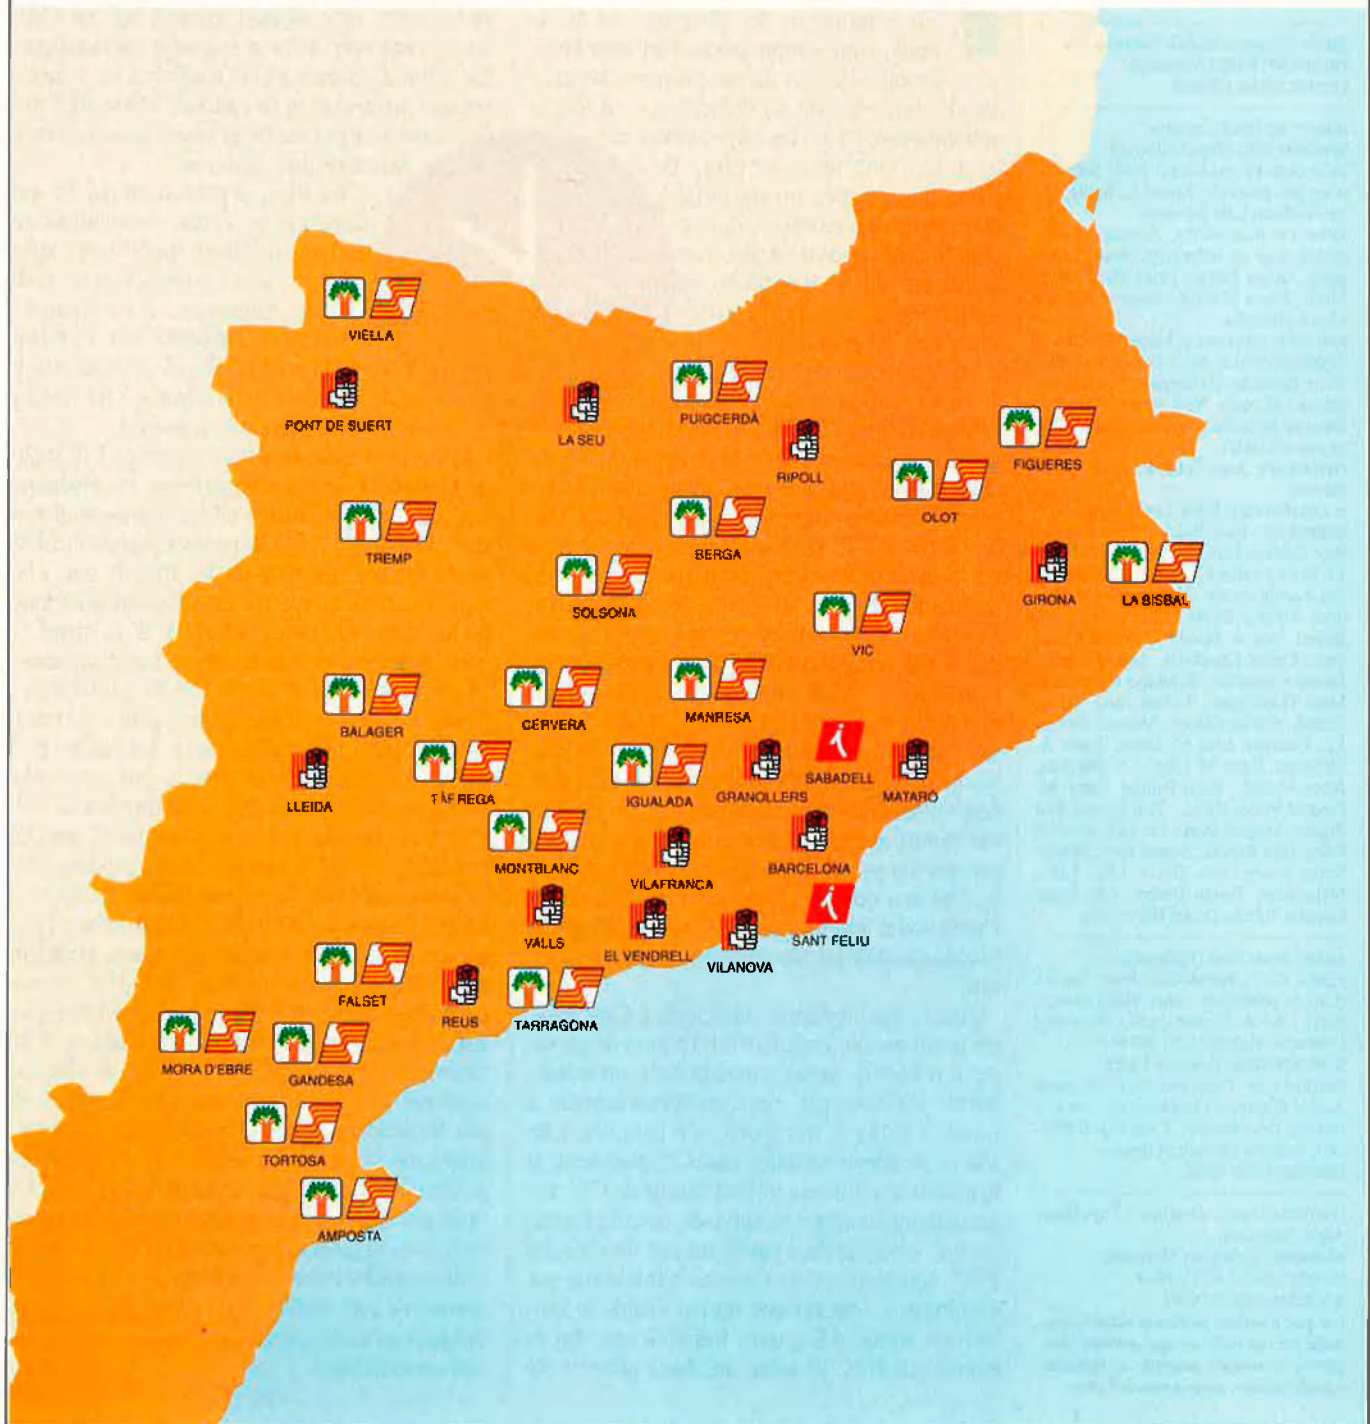 VIELLA
PONT DE SUERT
LA SEU
PUIGCERDÀ
RIPOLL
FIGUERES
OLOT
TREMP
BERGA
SOLSONA
GIRONA
LA BISBAL
VIC
BALAGER
CERVERA
MANRESA
LLEIDA
TÀRREGA
IGUALADA
GRANOLLERS
SABADELL
MATARÓ
MONTBLANC
VILAFRANCA
BARCELONA
VALLS
EL VENDRELL
VILANOVA
SANT FELIU
FALSET
REUS
TARRAGONA
MORA D'EBRE
GANDESA
TORTOSA
AMPOSTA